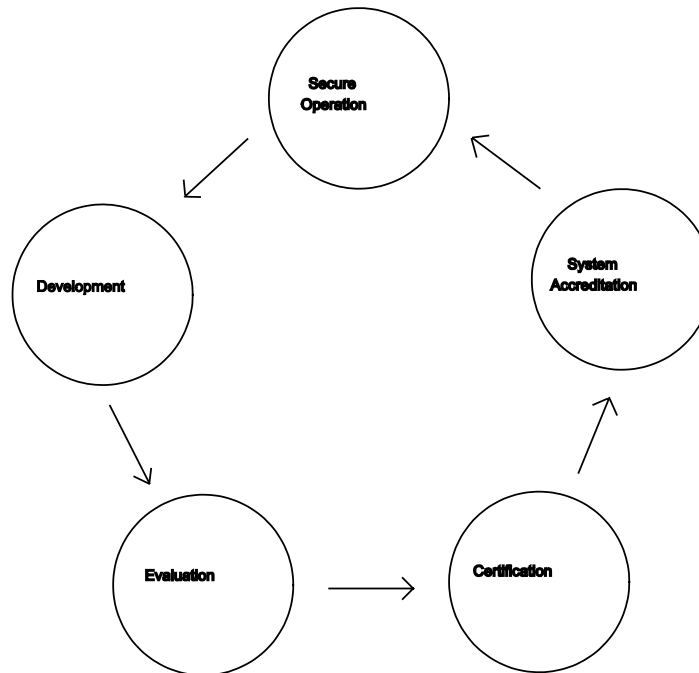 Secure
Operation
System
Accreditation
Development
Evaluation
Certification